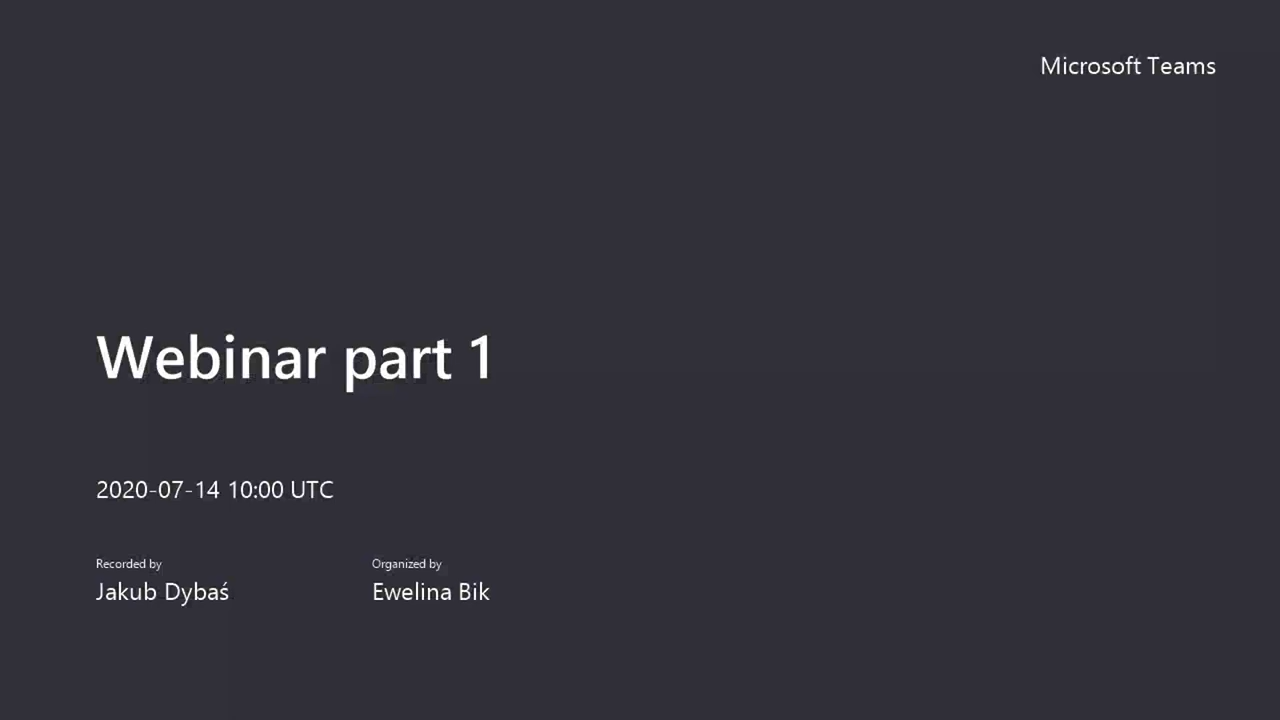 Microsoft Teams
Webinar part 1
2020-07-14 10:00 UTC
Recorded by
Organized by
Jakub Dybaś
Ewelina Bik